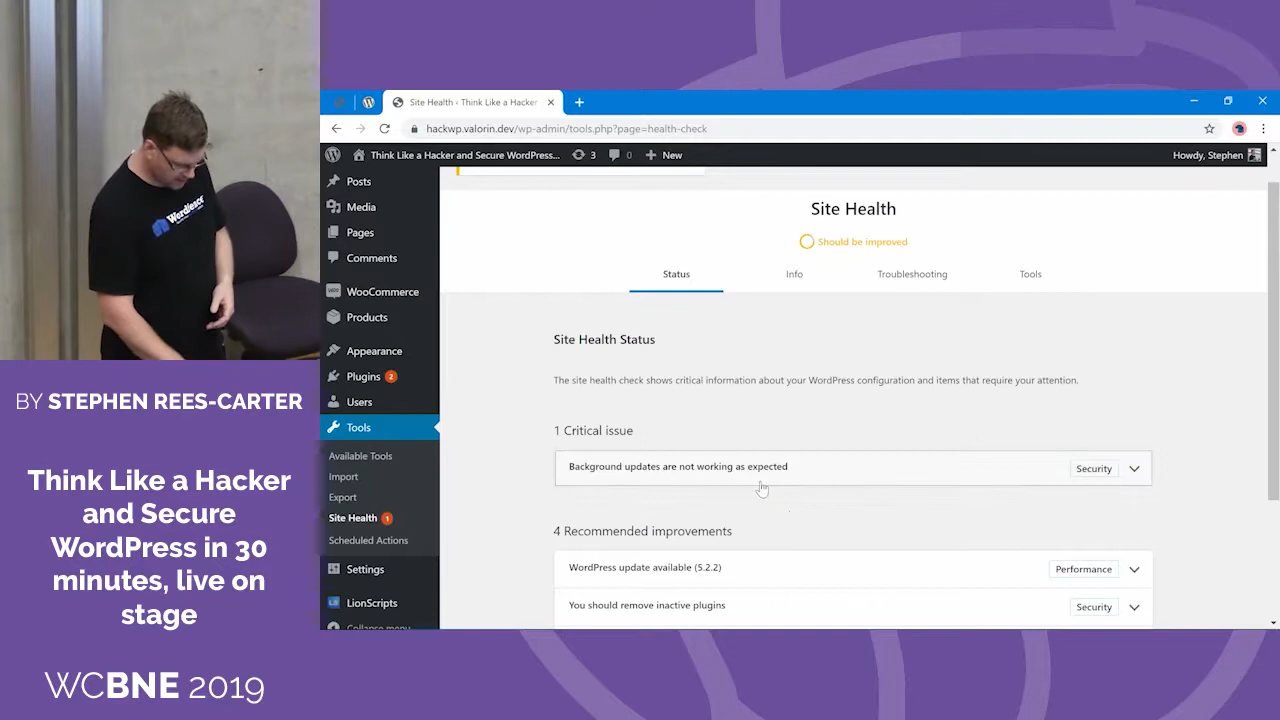 Wordfence
BY STEPHEN REES-CARTER
Think Like a Hacker
and Secure
WordPress in 30
minutes, live on
stage
WCBNE 2019
Site Health ‹ Think Like a Hacker
hackwp.valorin.dev/wp-admin/tools.php?page=health-check
Think Like a Hacker and Secure WordPress... 3 0 New Howdy, Stephen
Posts
Media
Pages
Comments
WooCommerce
Products
Appearance
Plugins 2
Users
Tools
Available Tools
Import
Export
Site Health 1
Scheduled Actions
Settings
LionScripts
Collapse menu
Site Health
Should be improved
Status Info Troubleshooting Tools
Site Health Status
The site health check shows critical information about your WordPress configuration and items that require your attention.
1 Critical issue
Background updates are not working as expected Security
4 Recommended improvements
WordPress update available (5.2.2) Performance
You should remove inactive plugins Security